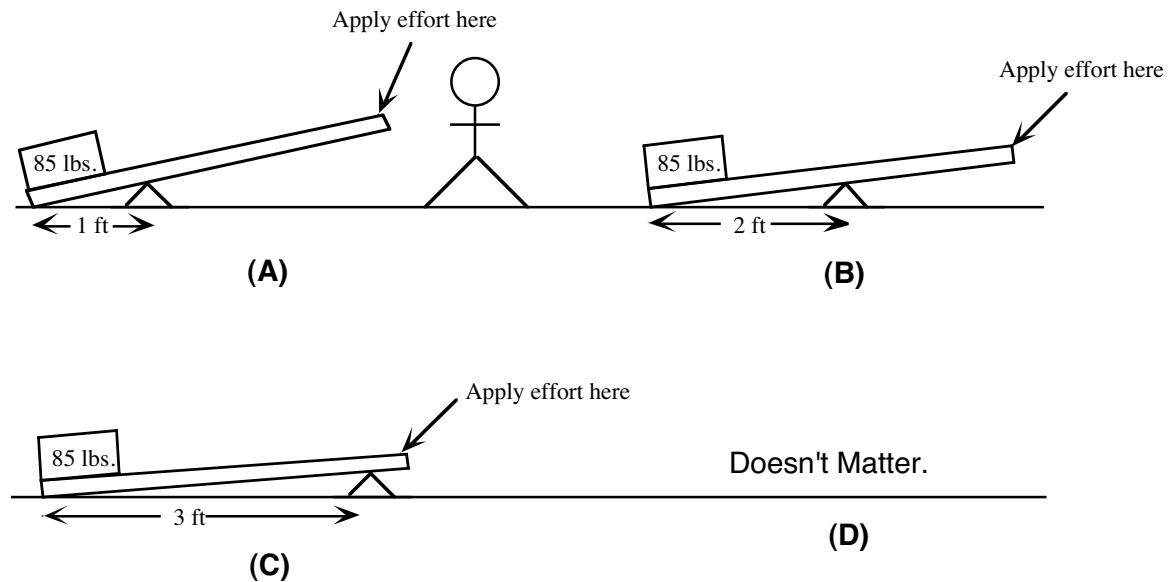 Apply effort here
85 lbs.
1 ft
(A)
Apply effort here
85 lbs.
2 ft
(B)
Apply effort here
85 lbs.
3 ft
(C)
Doesn't Matter.
(D)